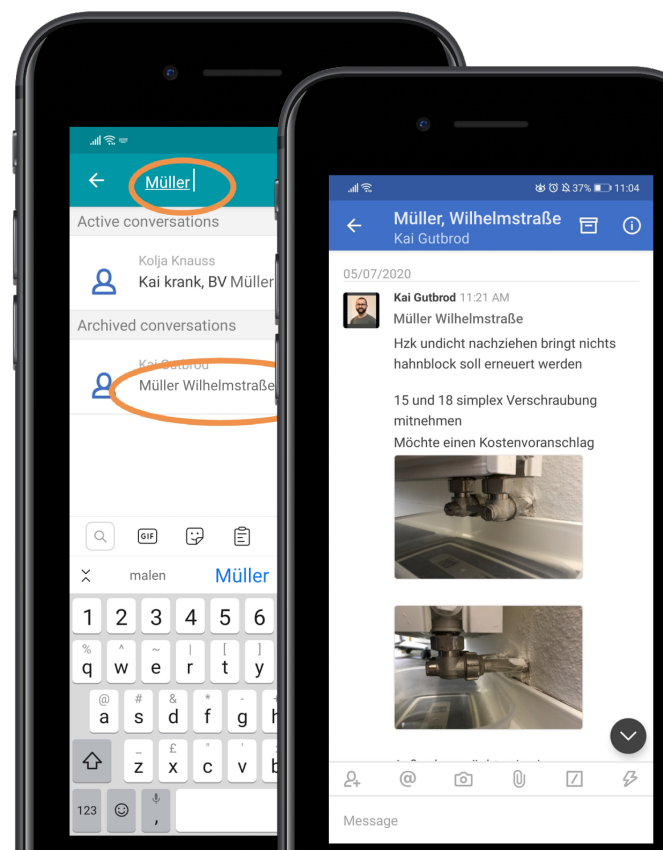 Müller
Active conversations
Kolja Knauss
Kai krank, BV Müller
Archived conversations
Kai Gutbrod
Müller Wilhelmstraße
GIF
malen
Müller
1 2 3 4 5 6
% ^ ~ | [ ]
q w e r t y
@ # & * -
a s d f g h
_ £ " '
z x c v b
123 ,
37% 11:04
Müller, Wilhelmstraße
Kai Gutbrod
05/07/2020
Kai Gutbrod 11:21 AM
Müller Wilhelmstraße
Hzk undicht nachziehen bringt nichts
hahnblock soll erneuert werden
15 und 18 simplex Verschraubung
mitnehmen
Möchte einen Kostenvoranschlag
@
Message